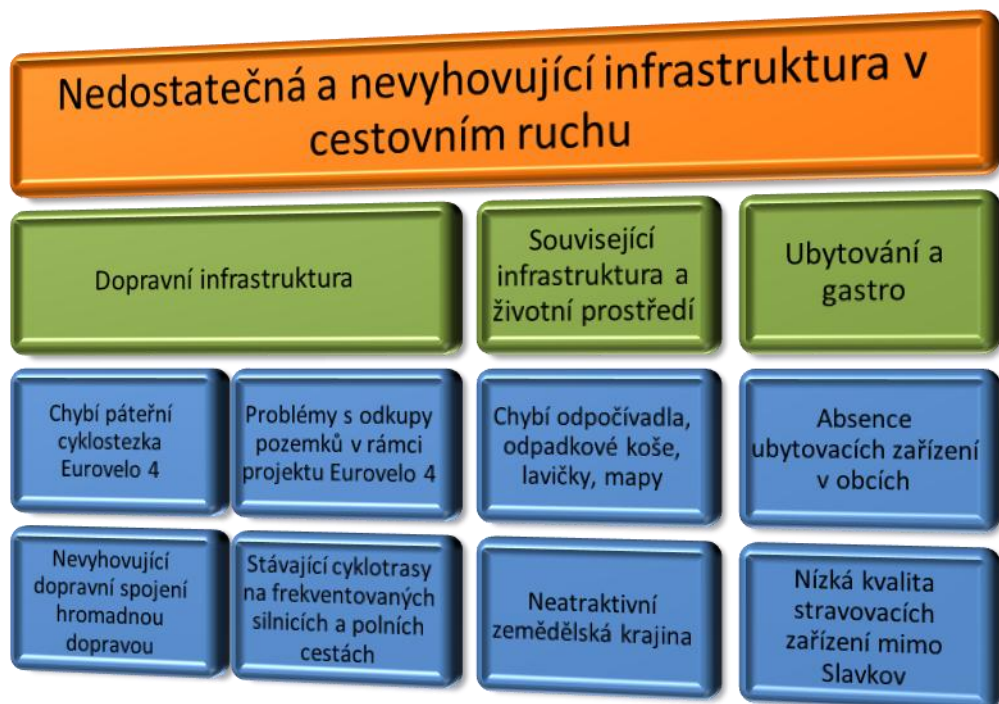 Nedostatečná a nevyhovující infrastruktura v
cestovním ruchu
Dopravní infrastruktura
Související
infrastruktura a
životní prostředí
Ubytování a
gastro
Chybí páteřní
cyklostezka
Eurovelo 4
Problémy s odkupy
pozemků v rámci
projektu Eurovelo 4
Chybí odpočívadla,
odpadkové koše,
lavičky, mapy
Absence
ubytovacích zařízení
v obcích
Nevyhovující
dopravní spojení
hromadnou
dopravou
Stávající cyklotrasy
na frekventovaných
silnicích a polních
cestách
Neatraktivní
zemědělská krajina
Nízká kvalita
stravovacích
zařízení mimo
Slavkov